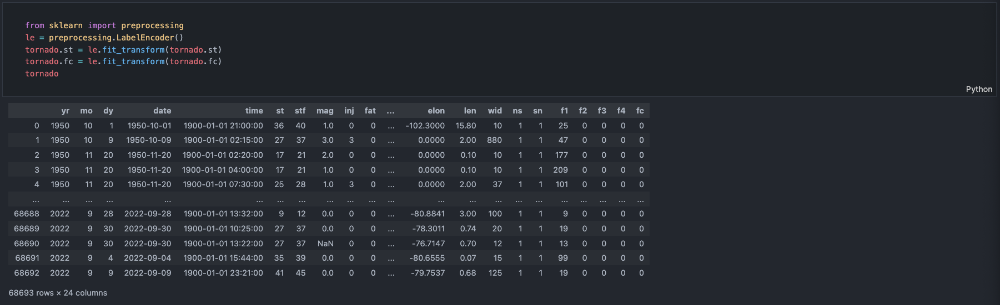 from sklearn import preprocessing
le = preprocessing.LabelEncoder()
tornado.st = le.fit_transform(tornado.st)
tornado.fc = le.fit_transform(tornado.fc)
tornado
Python
yr mo dy date time st stf mag inj fat ... elon len wid ns sn f1 f2 f3 f4 fc
0 1950 10 1 1950-10-01 1900-01-01 21:00:00 36 40 1.0 0 0 ... -102.3000 15.80 10 1 1 25 0 0 0 0
1 1950 10 9 1950-10-09 1900-01-01 02:15:00 27 37 3.0 3 0 ... 0.0000 2.00 880 1 1 47 0 0 0 0
2 1950 11 20 1950-11-20 1900-01-01 02:20:00 17 21 2.0 0 0 ... 0.0000 0.10 10 1 1 177 0 0 0 0
3 1950 11 20 1950-11-20 1900-01-01 04:00:00 17 21 1.0 0 0 ... 0.0000 0.10 10 1 1 209 0 0 0 0
4 1950 11 20 1950-11-20 1900-01-01 07:30:00 25 28 1.0 3 0 ... 0.0000 2.00 37 1 1 101 0 0 0 0
... ... ... ... ... ... ... ... ... ... ... ... ... ... ... ... ... ... ... ... ... ...
68688 2022 9 28 2022-09-28 1900-01-01 13:32:00 9 12 0.0 0 0 ... -80.8841 3.00 100 1 1 9 0 0 0 0
68689 2022 9 30 2022-09-30 1900-01-01 10:25:00 27 37 0.0 0 0 ... -78.3011 0.74 20 1 1 19 0 0 0 0
68690 2022 9 30 2022-09-30 1900-01-01 13:22:00 27 37 NaN 0 0 ... -76.7147 0.70 12 1 1 13 0 0 0 0
68691 2022 9 4 2022-09-04 1900-01-01 15:44:00 35 39 0.0 0 0 ... -80.6555 0.07 15 1 1 99 0 0 0 0
68692 2022 9 9 2022-09-09 1900-01-01 23:21:00 41 45 0.0 0 0 ... -79.7537 0.68 125 1 1 19 0 0 0 0
68693 rows × 24 columns